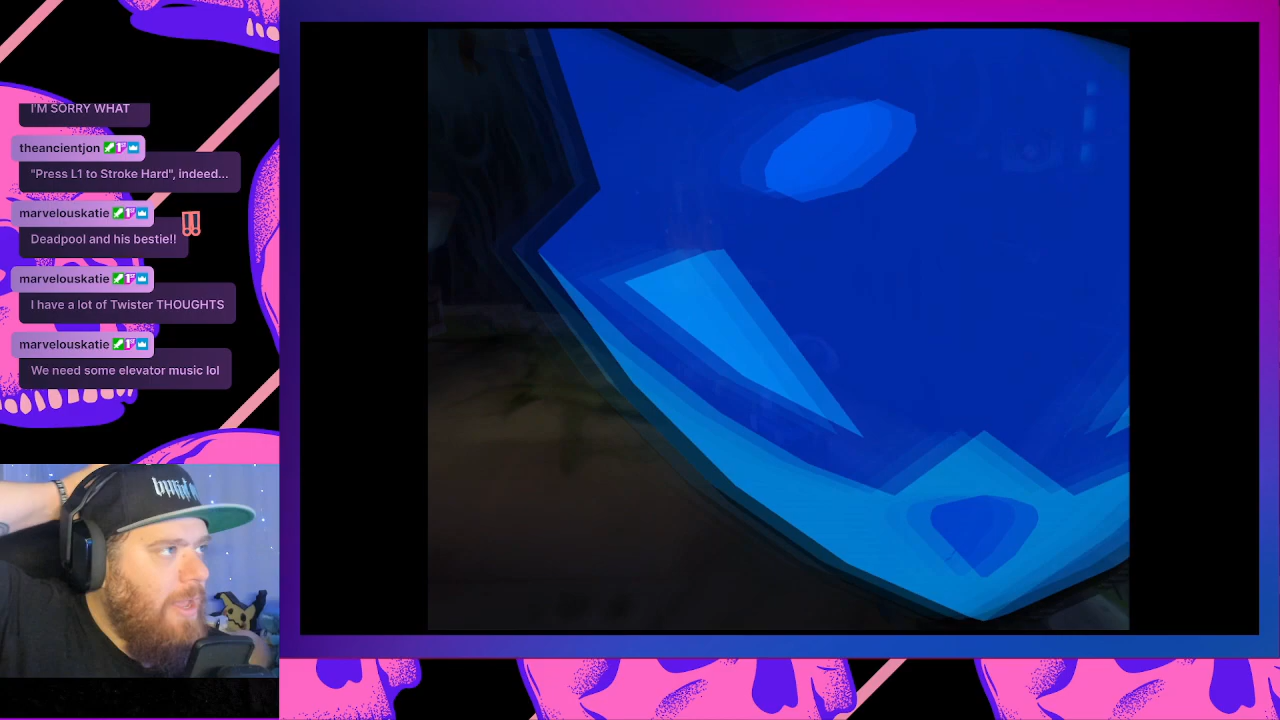 I'M SORRY WHAT
theancientjon
"Press L1 to Stroke Hard", indeed...
marvelouskatie
Deadpool and his bestie!!
marvelouskatie
I have a lot of Twister THOUGHTS
marvelouskatie
We need some elevator music lol